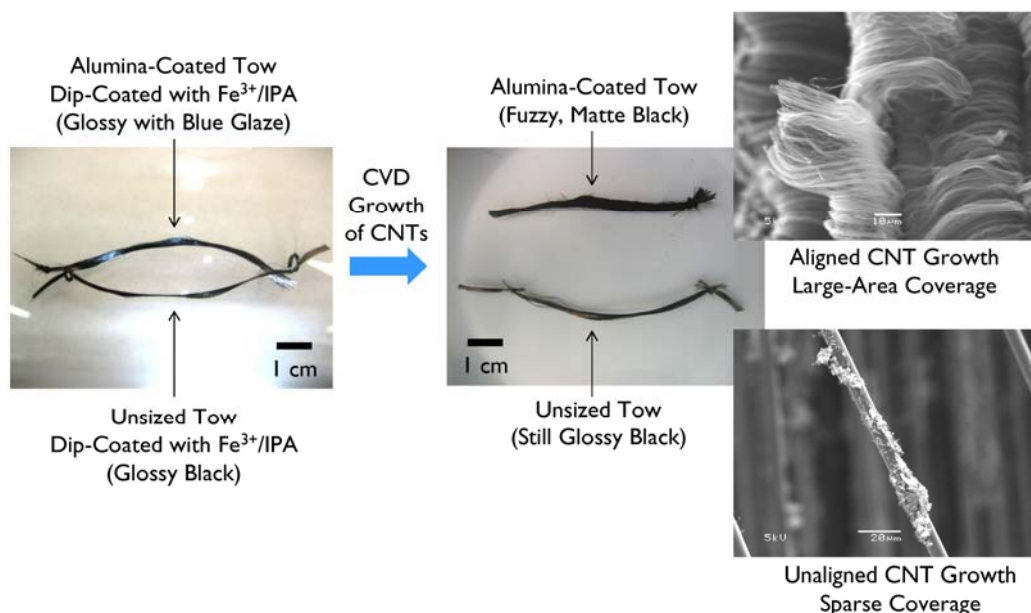 Alumina-Coated Tow
Dip-Coated with Fe³⁺/IPA
(Glossy with Blue Glaze)
1 cm
Unsized Tow
Dip-Coated with Fe³⁺/IPA
(Glossy Black)
CVD
Growth
of CNTs
Alumina-Coated Tow
(Fuzzy, Matte Black)
1 cm
Unsized Tow
(Still Glossy Black)
10μm
Aligned CNT Growth
Large-Area Coverage
5kV
20μm
Unaligned CNT Growth
Sparse Coverage